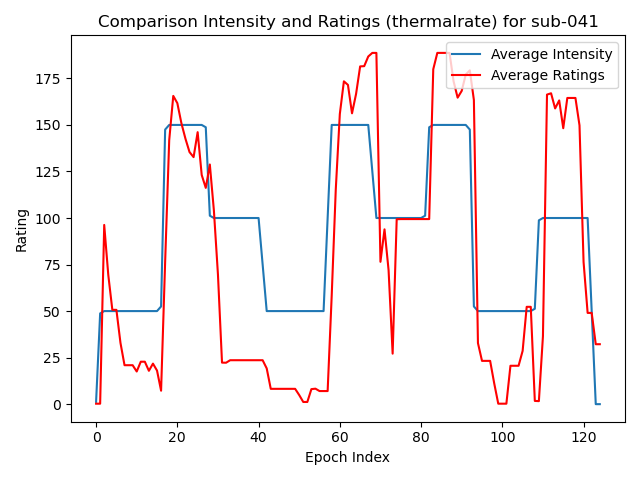 Comparison Intensity and Ratings (thermalrate) for sub-041
Average Intensity
Average Ratings
Rating
175
150
125
100
75
50
25
0
0 20 40 60 80 100 120
Epoch Index